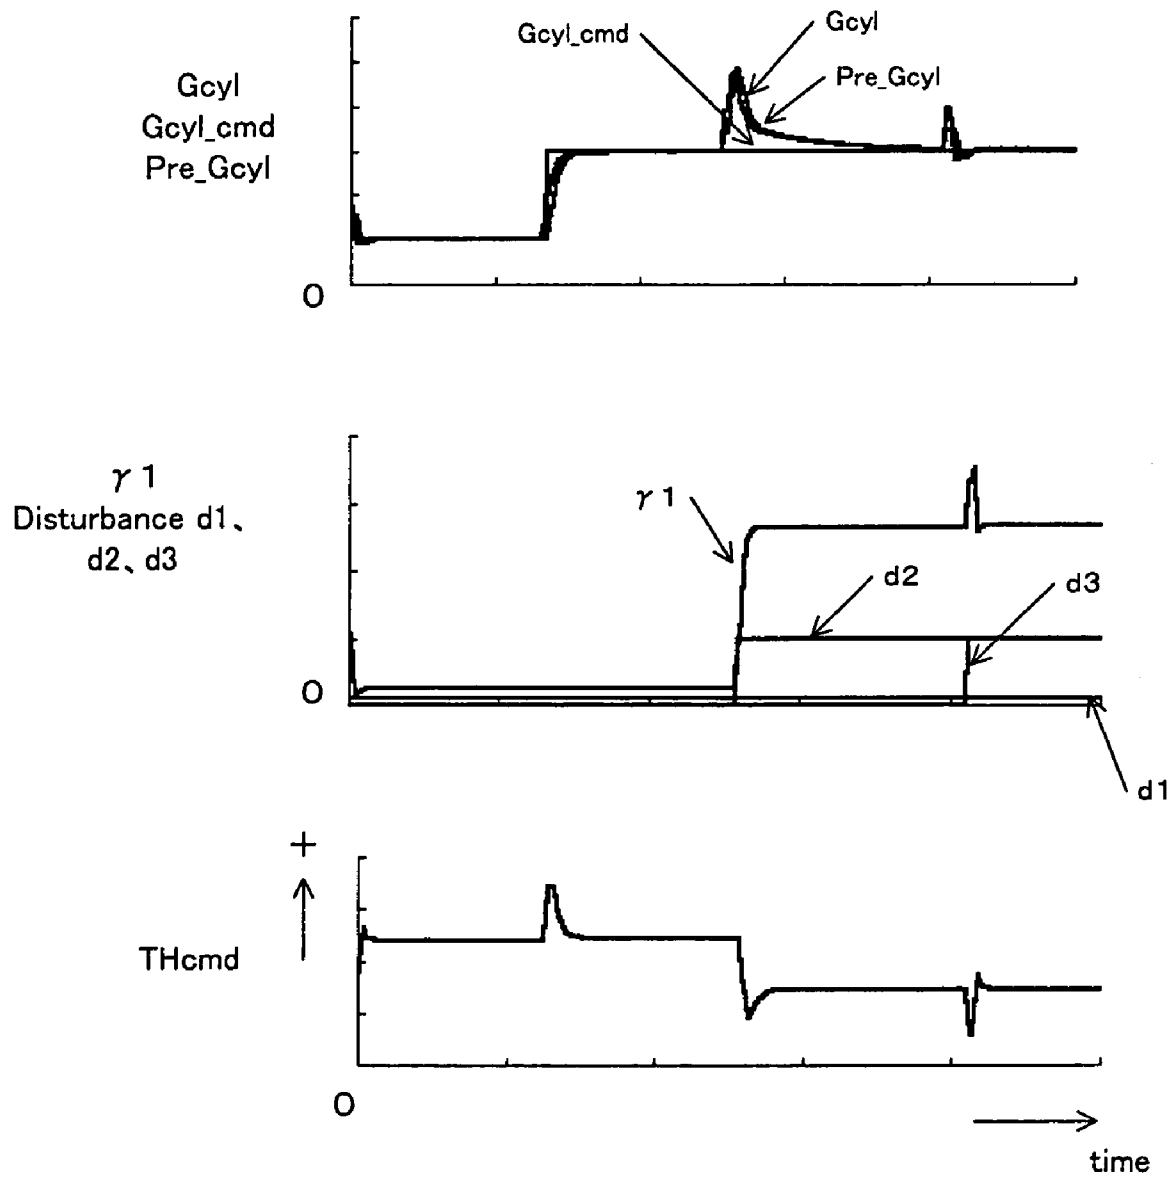 Gcyl_cmd
Gcyl
Pre_Gcyl
Gcyl
Gcyl_cmd
Pre_Gcyl
0
γ 1
Disturbance d1、
d2、d3
γ 1
d2
d3
0
d1
+
THcmd
0
time